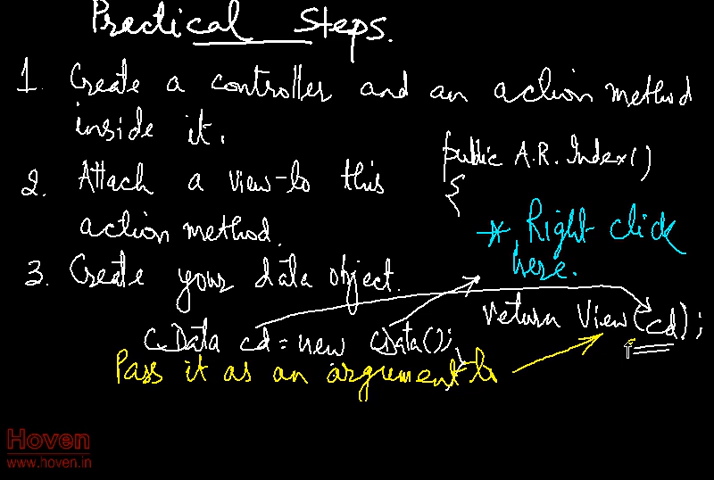 Practical Steps.
1. Create a controller and an action method
inside it.
public A.R. Index()
{
2. Attach a view to this
action method.
* Right click
here.
3. Create your data object.
return View(cd);
CData cd = new CData();
Pass it as an argument to
Hoven
www.hoven.in